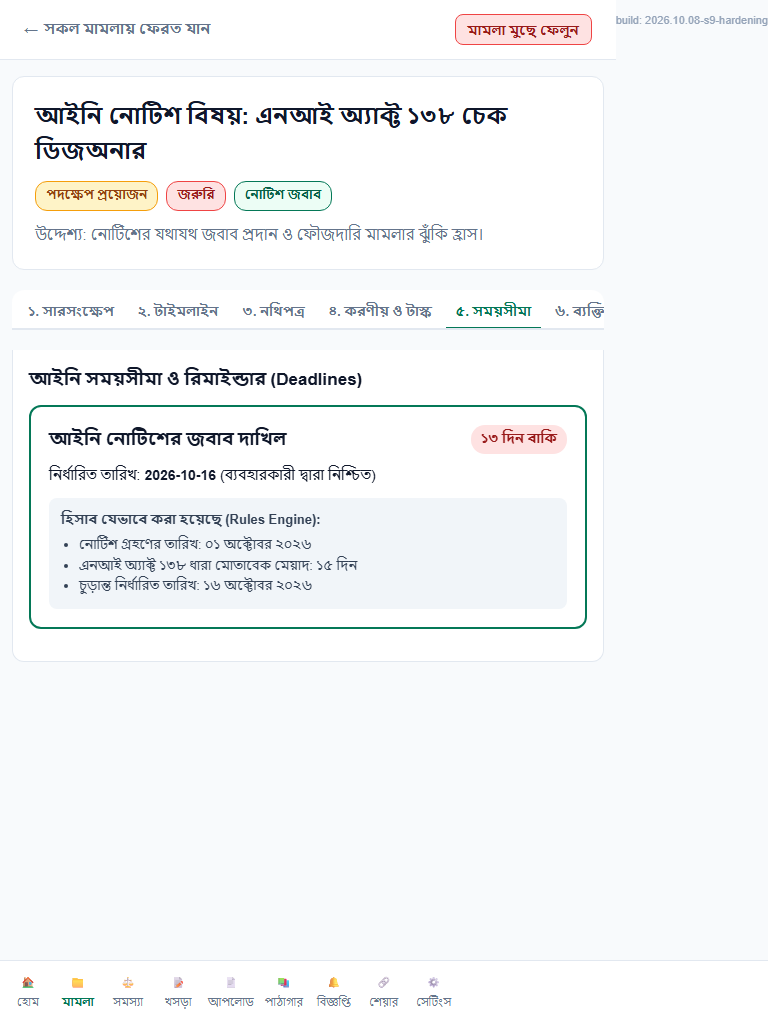 ← সকল মামলায় ফেরত যান
মামলা মুছে ফেলুন
build: 2026.10.08-s9-hardening
আইনি নোটিশ বিষয়: এনআই অ্যাক্ট ১৩৮ চেক
ডিজঅনার
পদক্ষেপ প্রয়োজন
জরুরি
নোটিশ জবাব
উদ্দেশ্য: নোটিশের যথাযথ জবাব প্রদান ও ফৌজদারি মামলার ঝুঁকি হ্রাস।
১. সারসংক্ষেপ
২. টাইমলাইন
৩. নথিপত্র
৪. করণীয় ও টাস্ক
৫. সময়সীমা
৬. ব্যক্তি
আইনি সময়সীমা ও রিমাইন্ডার (Deadlines)
আইনি নোটিশের জবাব দাখিল
১৩ দিন বাকি
নির্ধারিত তারিখ: 2026-10-16 (ব্যবহারকারী দ্বারা নিশ্চিত)
হিসাব যেভাবে করা হয়েছে (Rules Engine):
• নোটিশ গ্রহণের তারিখ: ০১ অক্টোবর ২০২৬
• এনআই অ্যাক্ট ১৩৮ ধারা মোতাবেক মেয়াদ: ১৫ দিন
• চূড়ান্ত নির্ধারিত তারিখ: ১৬ অক্টোবর ২০২৬
হোম
মামলা
সমস্যা
খসড়া
আপলোড
পাঠাগার
বিজ্ঞপ্তি
শেয়ার
সেটিংস